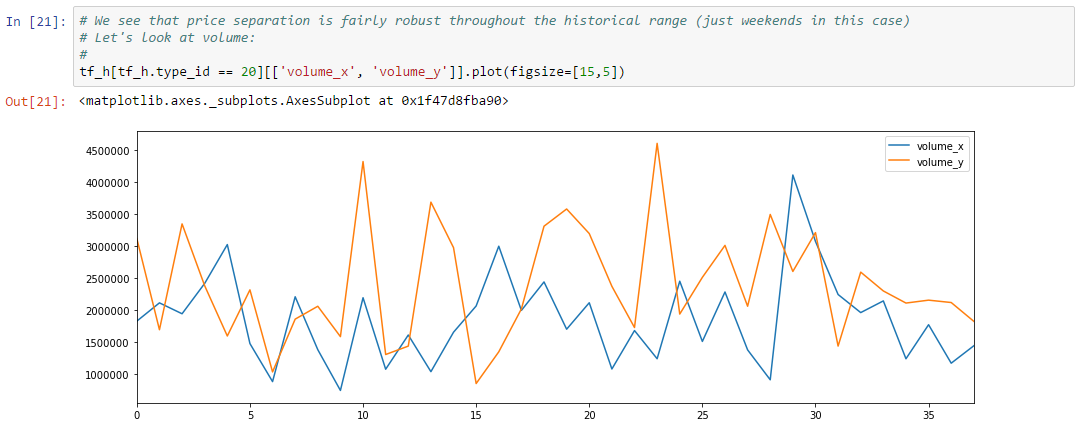 In [21]: # We see that price separation is fairly robust throughout the historical range (just weekends in this case)
# Let's look at volume:
#
tf_h[tf_h.type_id == 20][['volume_x', 'volume_y']].plot(figsize=[15,5])
Out[21]: <matplotlib.axes._subplots.AxesSubplot at 0x1f47d8fba90>
volume_x
volume_y
4500000
4000000
3500000
3000000
2500000
2000000
1500000
1000000
0 5 10 15 20 25 30 35